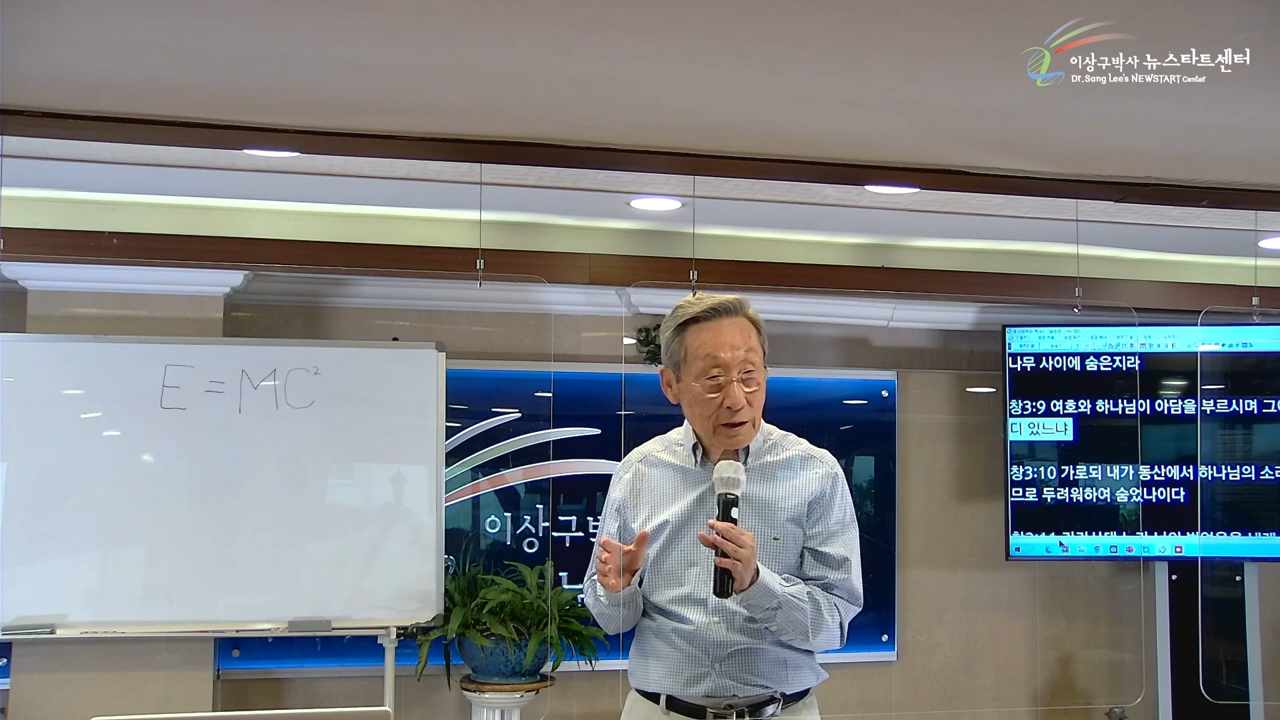 이상구박사 뉴스타트센터
Dr. Sang Lee's NEWSTART Center
E = MC²
나무 사이에 숨은지라
창3:9 여호와 하나님이 아담을 부르시며 그에
디 있느냐
창3:10 가로되 내가 동산에서 하나님의 소리
므로 두려워하여 숨었나이다
이상구박